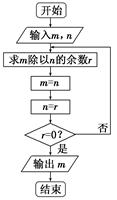 开始
输入m,n
求m除以n的余数r
m=n
n=r
r=0?
否
是
输出m
结束